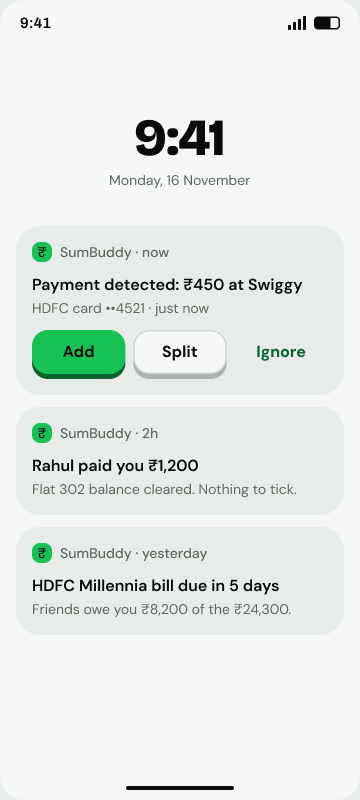 9:41
9:41
Monday, 16 November
₹ SumBuddy · now
Payment detected: ₹450 at Swiggy
HDFC card ••4521 · just now
Add Split Ignore
₹ SumBuddy · 2h
Rahul paid you ₹1,200
Flat 302 balance cleared. Nothing to tick.
₹ SumBuddy · yesterday
HDFC Millennia bill due in 5 days
Friends owe you ₹8,200 of the ₹24,300.